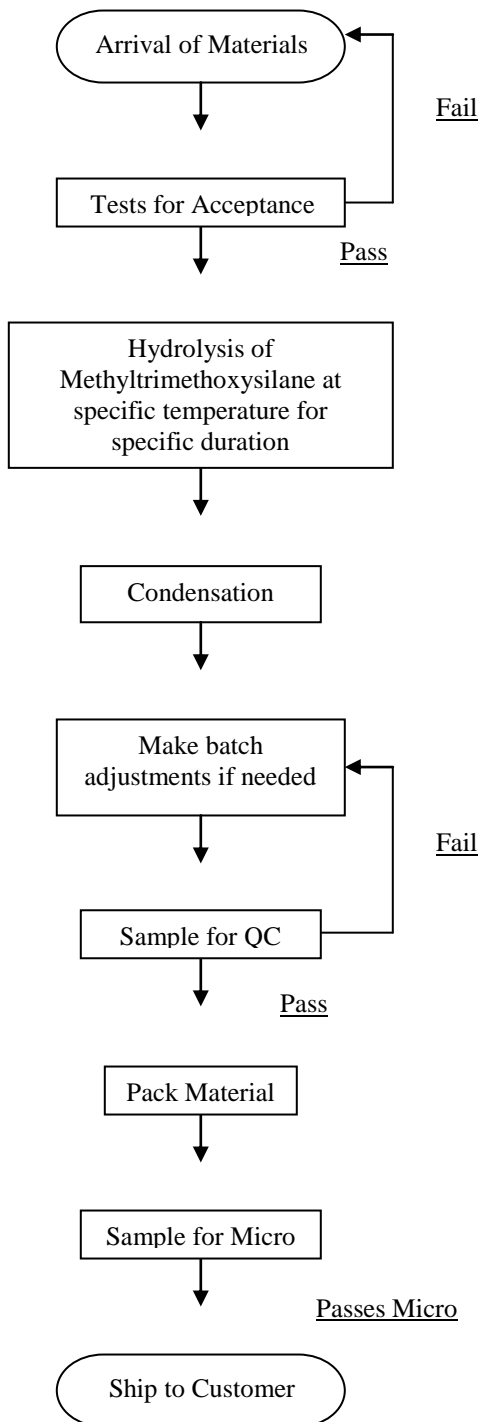 Arrival of Materials
Fail
Tests for Acceptance
Pass
Hydrolysis of
Methyltrimethoxysilane at
specific temperature for
specific duration
Condensation
Make batch
adjustments if needed
Fail
Sample for QC
Pass
Pack Material
Sample for Micro
Passes Micro
Ship to Customer